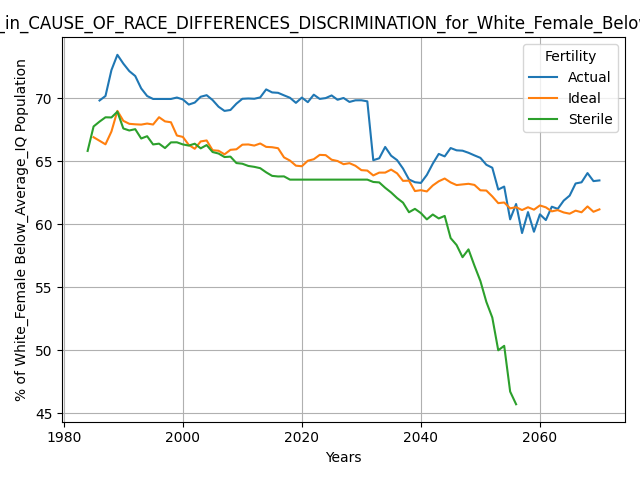 _in_CAUSE_OF_RACE_DIFFERENCES_DISCRIMINATION_for_White_Female_Below
% of White_Female Below_Average_IQ Population
Fertility
Actual
Ideal
Sterile
70
65
60
55
50
45
1980
2000
2020
2040
2060
Years